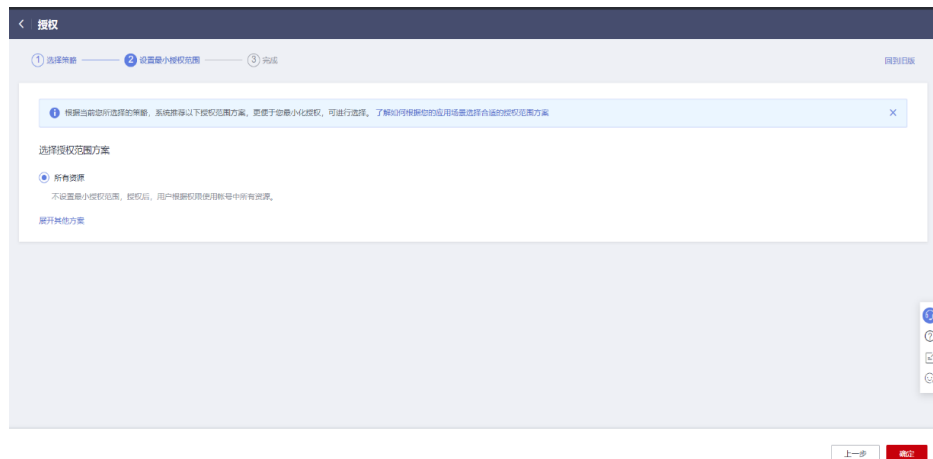 授权
1 选择策略 2 设置最小授权范围 3 完成 回到旧版
根据当前您所选择的策略，系统推荐以下授权范围方案，更便于您最小化授权，可进行选择。了解如何根据您的应用场景选择合适的授权范围方案
选择授权范围方案
所有资源
不设置最小授权范围，授权后，用户根据权限使用帐号中所有资源。
展开其他方案
上一步 确定